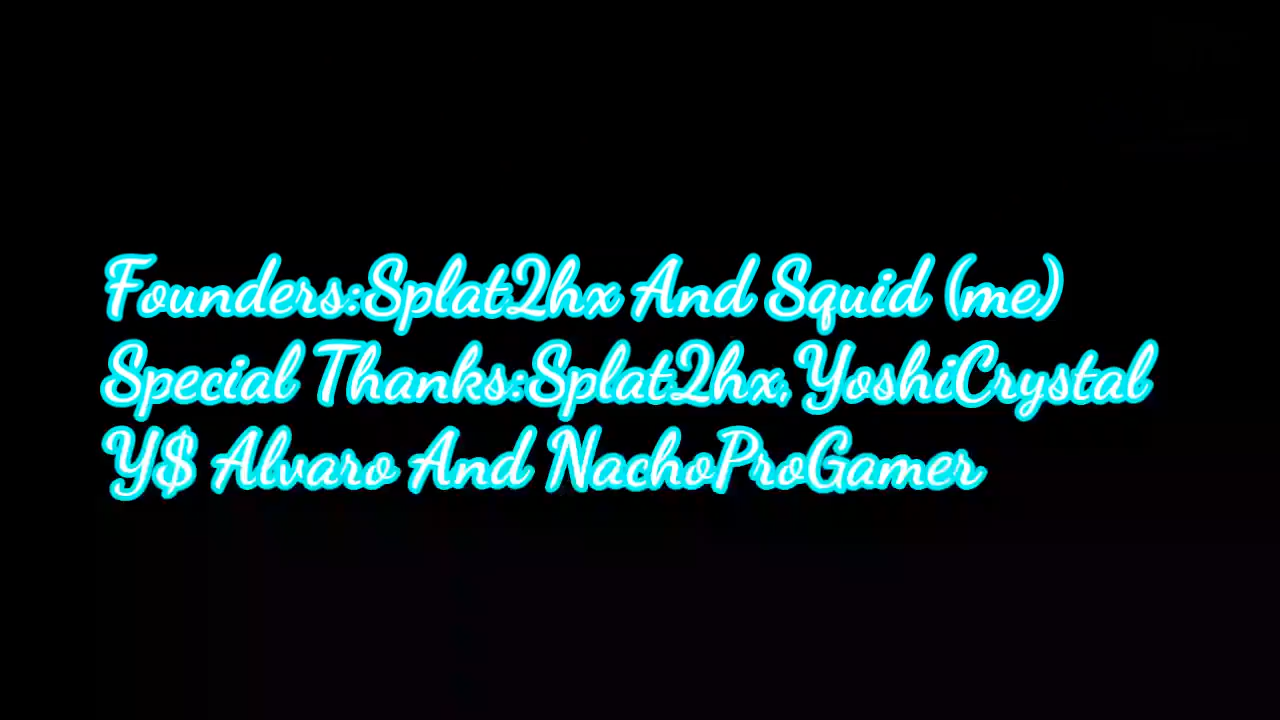 Founders:Splat2hx And Squid (me)
Special Thanks:Splat2hx, YoshiCrystal
Y$ Alvaro And NachoProGamer